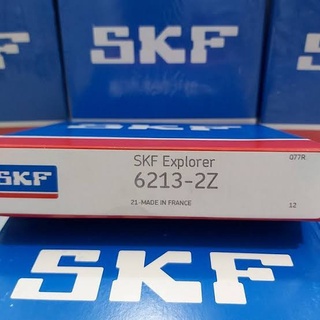 SKF
SKF Explorer
077R
SKF
6213-2Z
21-MADE IN FRANCE
12
SKF